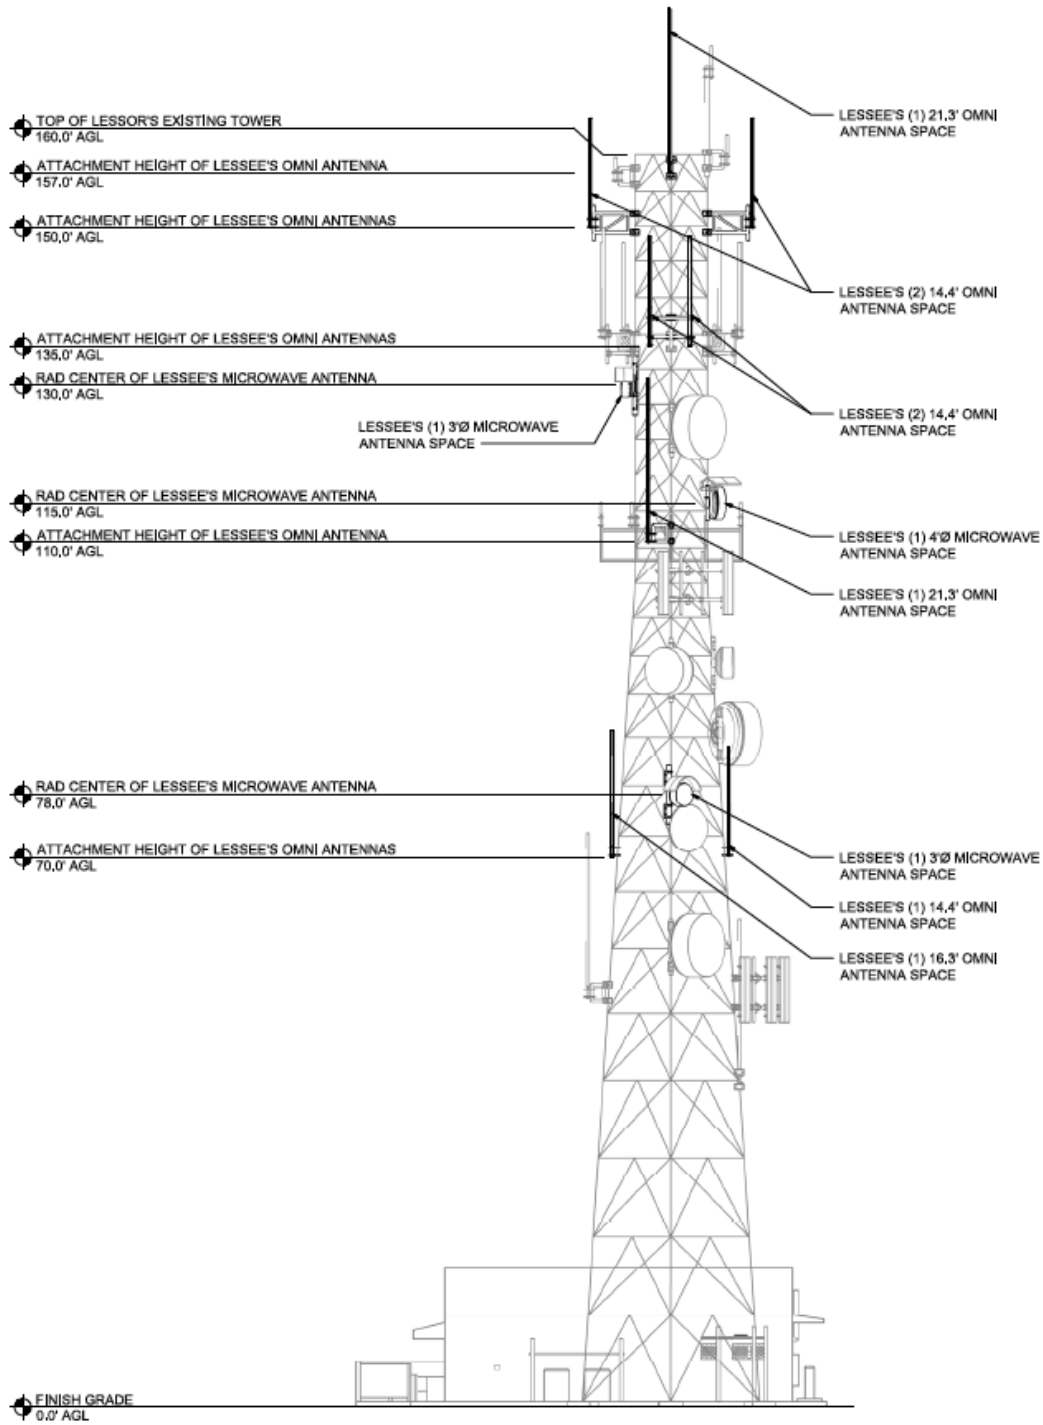 TOP OF LESSOR'S EXISTING TOWER
160.0' AGL
ATTACHMENT HEIGHT OF LESSEE'S OMNI ANTENNA
157.0' AGL
ATTACHMENT HEIGHT OF LESSEE'S OMNI ANTENNAS
150.0' AGL
ATTACHMENT HEIGHT OF LESSEE'S OMNI ANTENNAS
135.0' AGL
RAD CENTER OF LESSEE'S MICROWAVE ANTENNA
130.0' AGL
LESSEE'S (1) 3'Ø MICROWAVE
ANTENNA SPACE
RAD CENTER OF LESSEE'S MICROWAVE ANTENNA
115.0' AGL
ATTACHMENT HEIGHT OF LESSEE'S OMNI ANTENNA
110.0' AGL
RAD CENTER OF LESSEE'S MICROWAVE ANTENNA
78.0' AGL
ATTACHMENT HEIGHT OF LESSEE'S OMNI ANTENNAS
70.0' AGL
FINISH GRADE
0.0' AGL
LESSEE'S (1) 21.3' OMNI
ANTENNA SPACE
LESSEE'S (2) 14.4' OMNI
ANTENNA SPACE
LESSEE'S (2) 14.4' OMNI
ANTENNA SPACE
LESSEE'S (1) 4'Ø MICROWAVE
ANTENNA SPACE
LESSEE'S (1) 21.3' OMNI
ANTENNA SPACE
LESSEE'S (1) 3'Ø MICROWAVE
ANTENNA SPACE
LESSEE'S (1) 14.4' OMNI
ANTENNA SPACE
LESSEE'S (1) 16.3' OMNI
ANTENNA SPACE